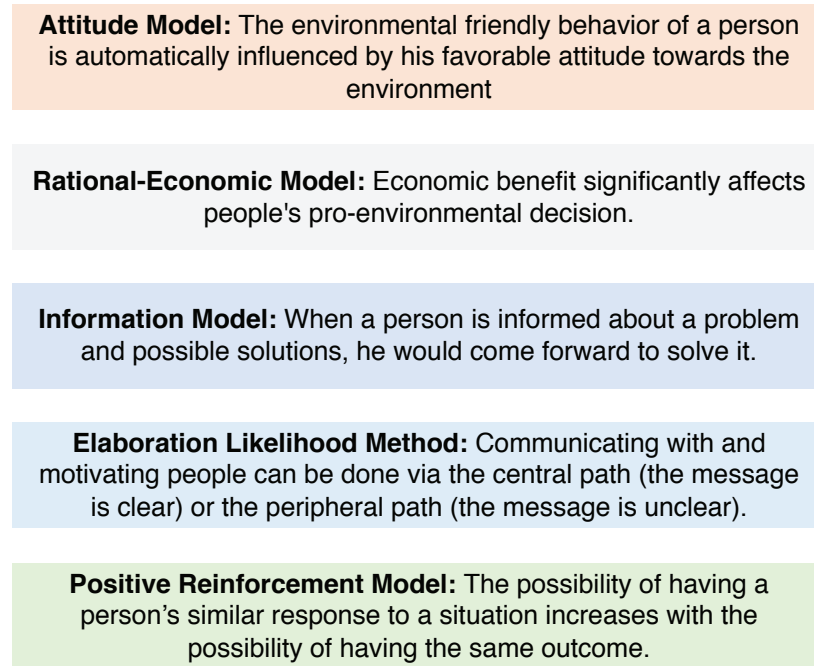 Attitude Model: The environmental friendly behavior of a person
is automatically influenced by his favorable attitude towards the
environment
Rational-Economic Model: Economic benefit significantly affects
people's pro-environmental decision.
Information Model: When a person is informed about a problem
and possible solutions, he would come forward to solve it.
Elaboration Likelihood Method: Communicating with and
motivating people can be done via the central path (the message
is clear) or the peripheral path (the message is unclear).
Positive Reinforcement Model: The possibility of having a
person’s similar response to a situation increases with the
possibility of having the same outcome.